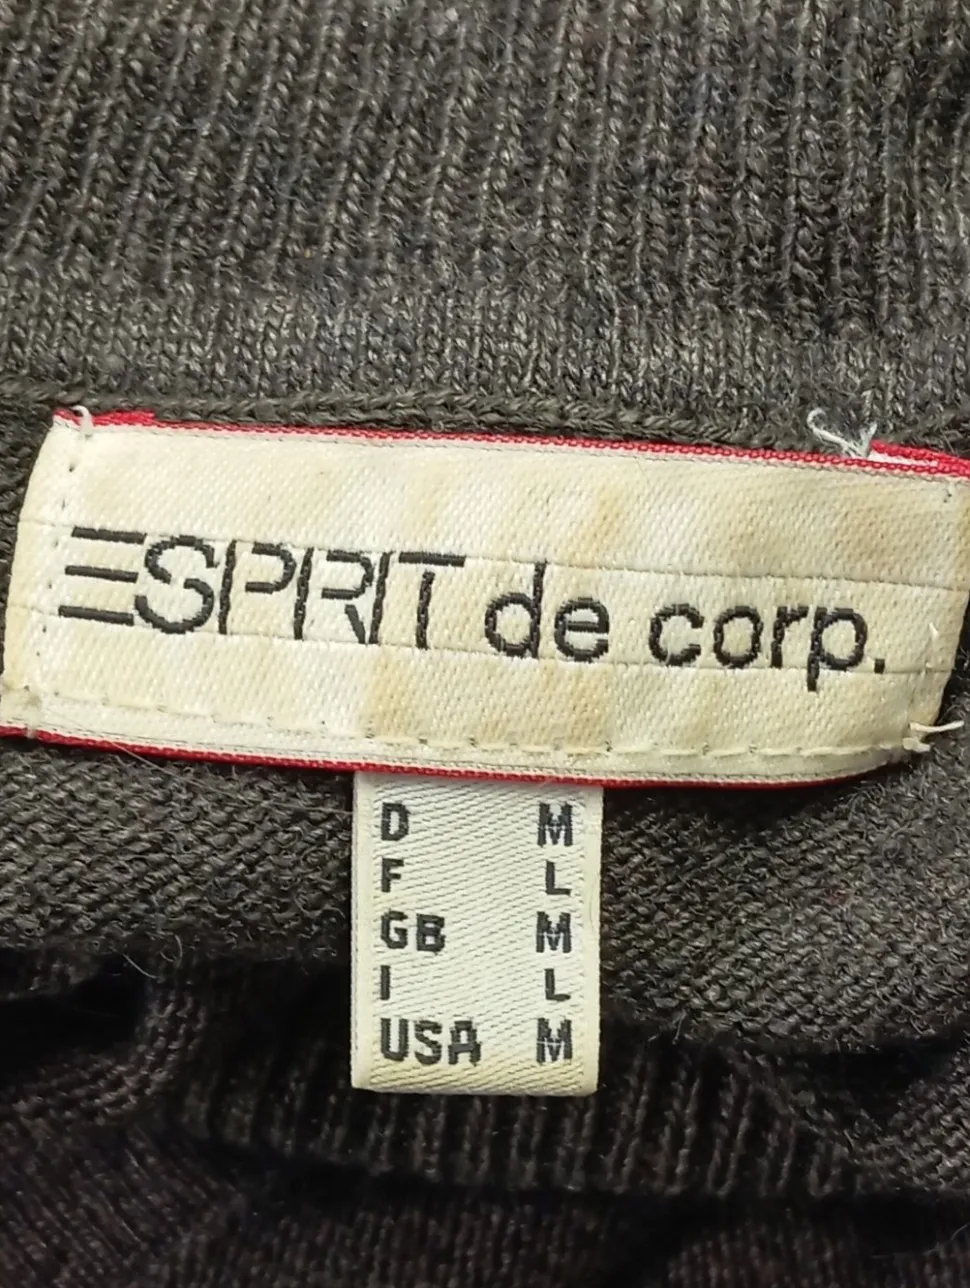 ESPRIT de corp.
D M
F L
GB M
I L
USA M